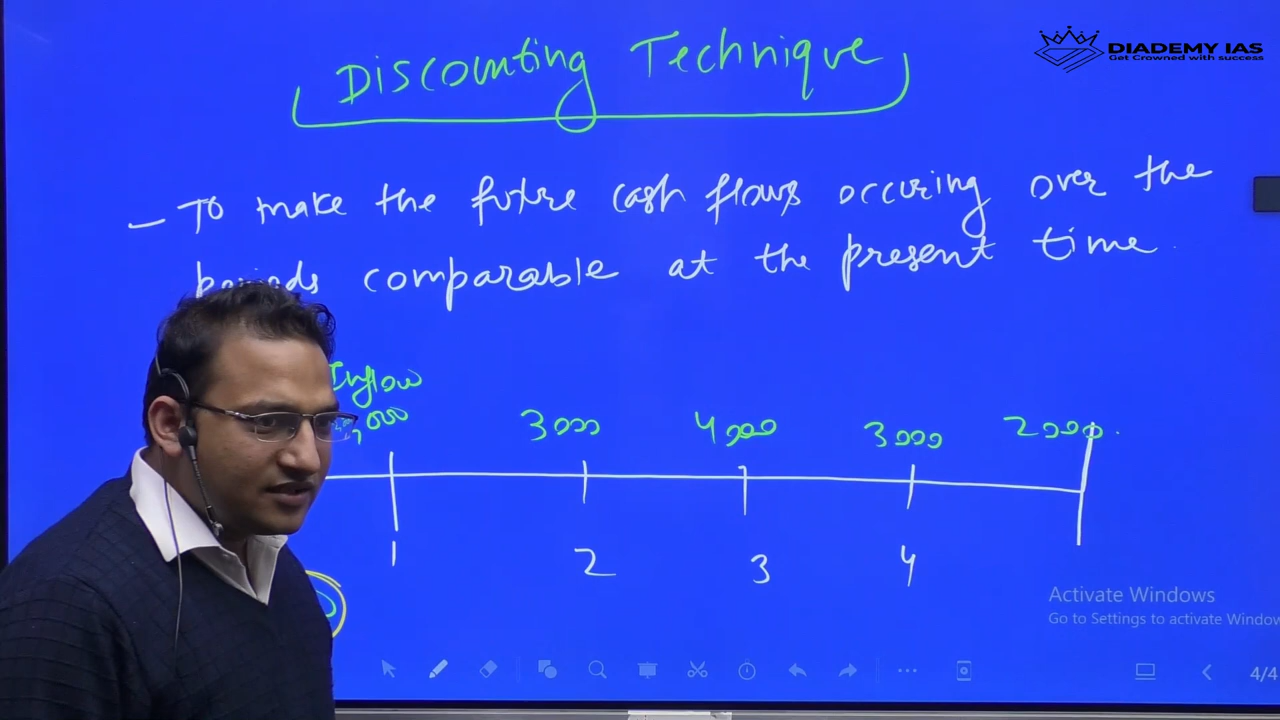 DIADEMY IAS
Get Crowned with success
Discounting Technique
- To make the future cash flows occuring over the
periods comparable at the present time
Inflow
3000 4000 3000 2000
1 2 3 4
Activate Windows
Go to Settings to activate Window
4/4